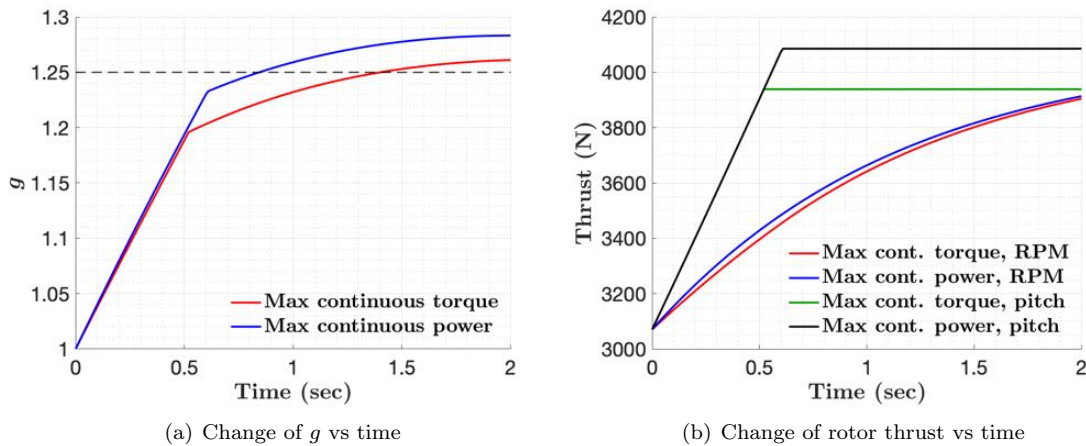 1.3
1.25
1.2
1.15
1.1
1.05
1
g
0 0.5 1 1.5 2
Time (sec)
Max continuous torque
Max continuous power
(a) Change of g vs time
4200
4000
3800
3600
3400
3200
3000
Thrust (N)
0 0.5 1 1.5 2
Time (sec)
Max cont. torque, RPM
Max cont. power, RPM
Max cont. torque, pitch
Max cont. power, pitch
(b) Change of rotor thrust vs time